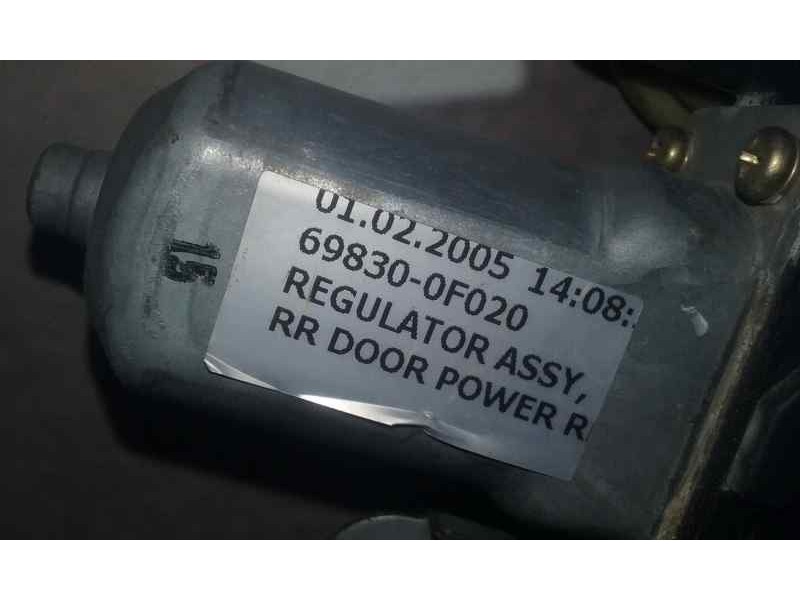 01.02.2005 14:08:
69830-0F020
REGULATOR ASSY,
RR DOOR POWER R
15